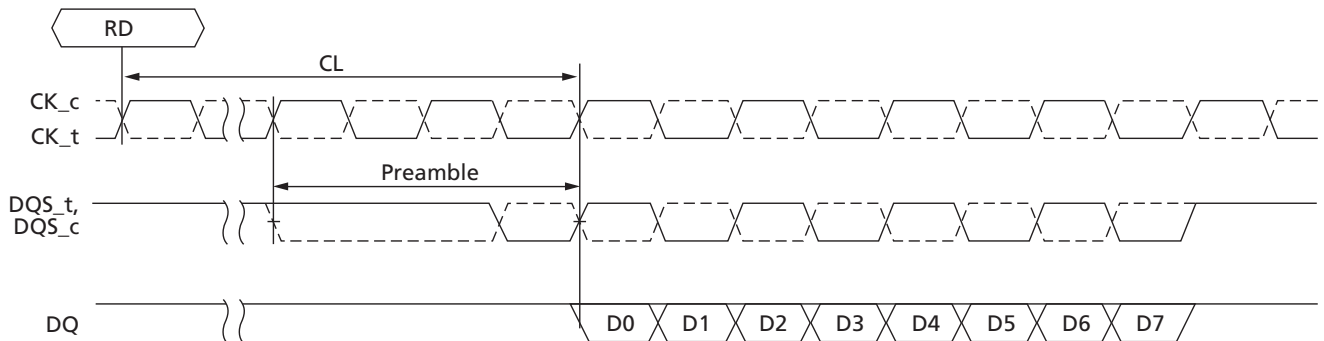 RD
CL
CK_c
CK_t
Preamble
DQS_t,
DQS_c
DQ
D0 D1 D2 D3 D4 D5 D6 D7